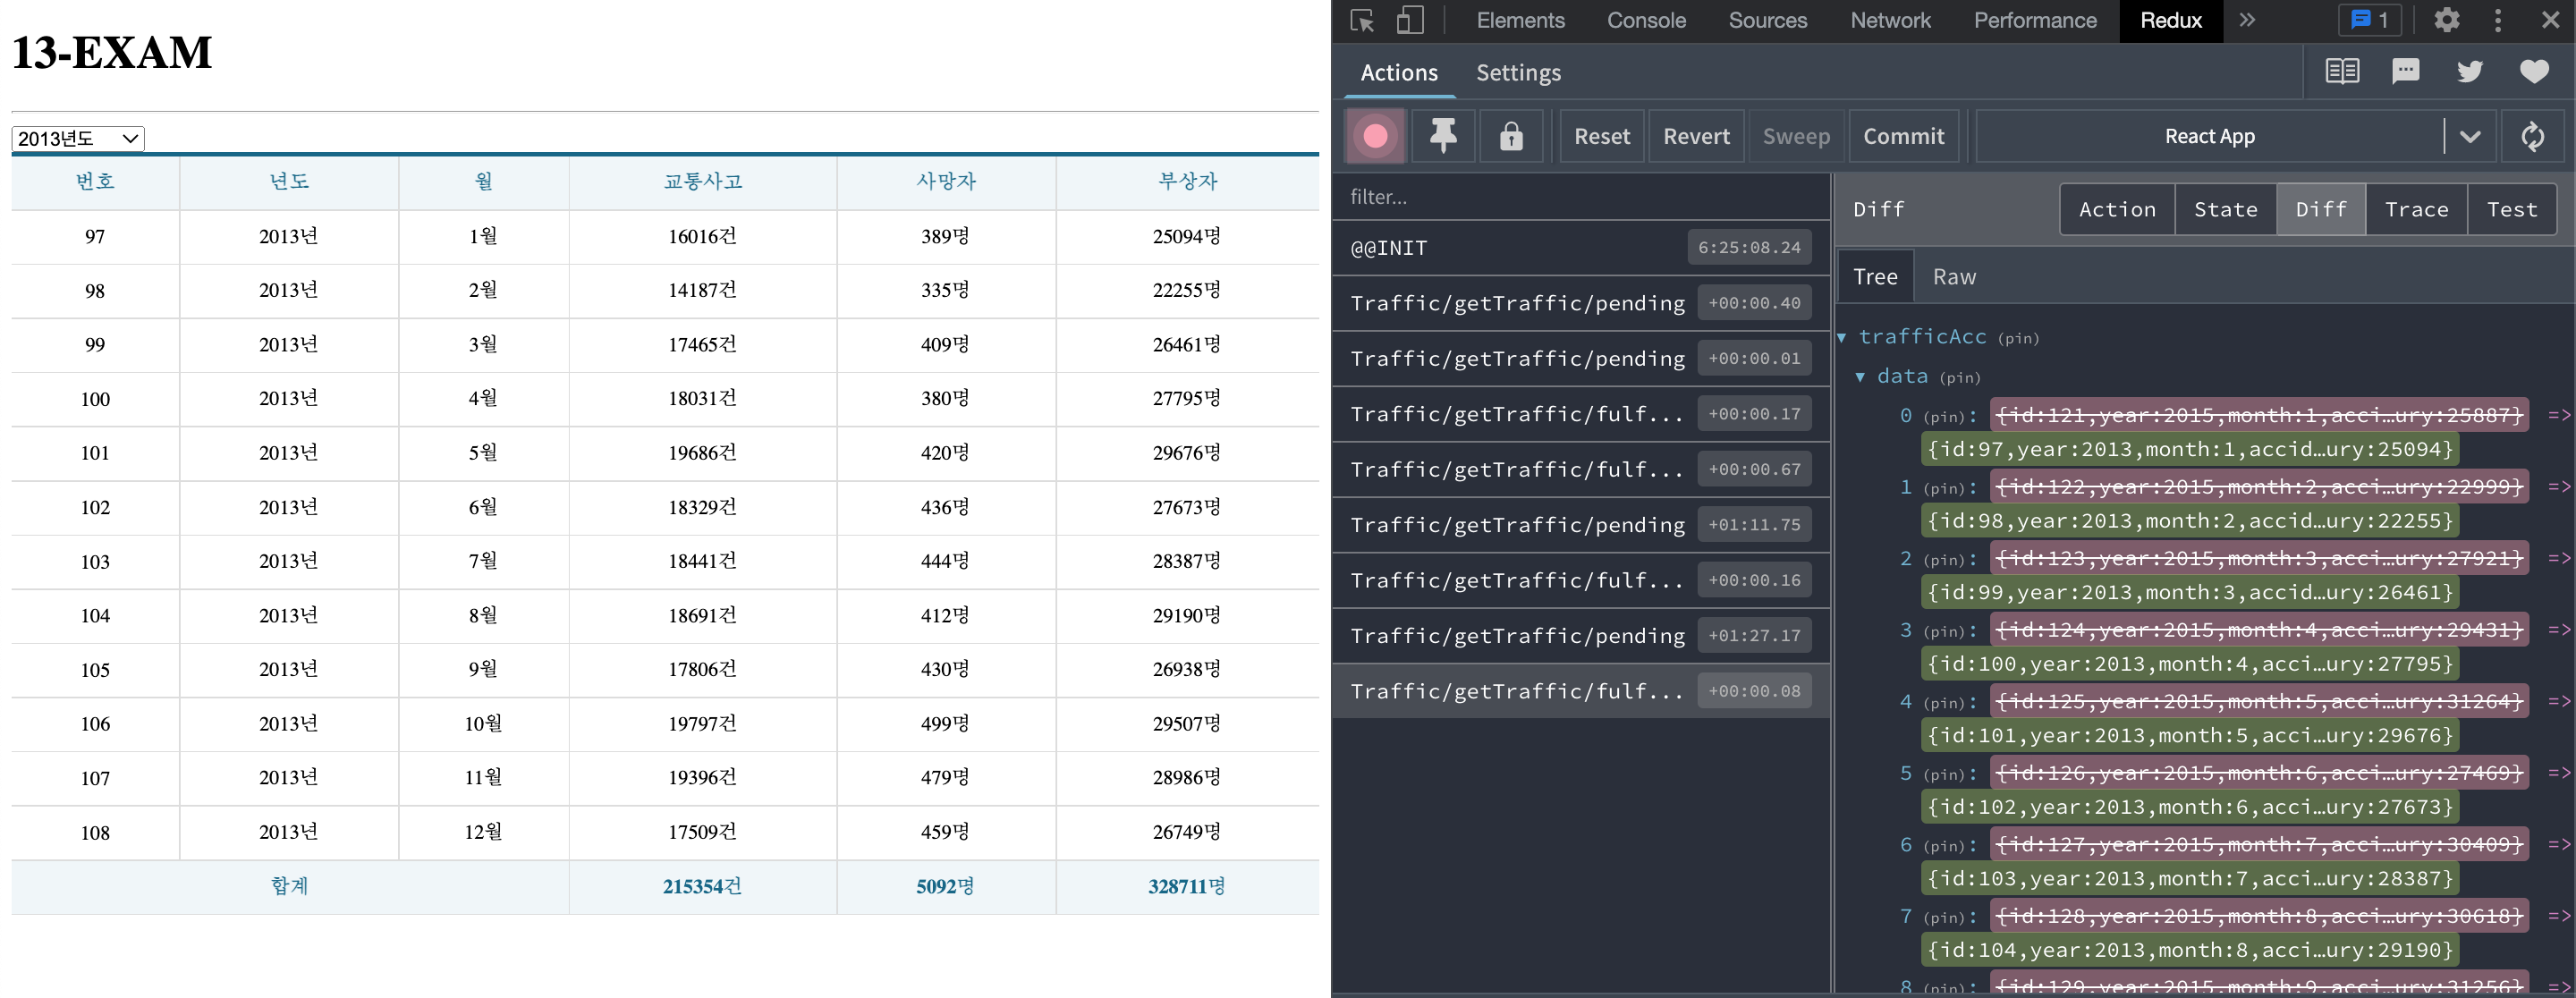 13-EXAM
2013년도
번호 년도 월 교통사고 사망자 부상자
97 2013년 1월 16016건 389명 25094명
98 2013년 2월 14187건 335명 22255명
99 2013년 3월 17465건 409명 26461명
100 2013년 4월 18031건 380명 27795명
101 2013년 5월 19686건 420명 29676명
102 2013년 6월 18329건 436명 27673명
103 2013년 7월 18441건 444명 28387명
104 2013년 8월 18691건 412명 29190명
105 2013년 9월 17806건 430명 26938명
106 2013년 10월 19797건 499명 29507명
107 2013년 11월 19396건 479명 28986명
108 2013년 12월 17509건 459명 26749명
합계 215354건 5092명 328711명
Elements Console Sources Network Performance Redux 1
Actions Settings
Reset Revert Sweep Commit React App
filter...
@@INIT 6:25:08.24
Traffic/getTraffic/pending +00:00.40
Traffic/getTraffic/pending +00:00.01
Traffic/getTraffic/fulf... +00:00.17
Traffic/getTraffic/fulf... +00:00.67
Traffic/getTraffic/pending +01:11.75
Traffic/getTraffic/fulf... +00:00.16
Traffic/getTraffic/pending +01:27.17
Traffic/getTraffic/fulf... +00:00.08
Diff Action State Diff Trace Test
Tree Raw
trafficAcc (pin)
data (pin)
0 (pin): {id:121,year:2015,month:1,acci…ury:25887} =>
{id:97,year:2013,month:1,accid…ury:25094}
1 (pin): {id:122,year:2015,month:2,acci…ury:22999} =>
{id:98,year:2013,month:2,accid…ury:22255}
2 (pin): {id:123,year:2015,month:3,acci…ury:27921} =>
{id:99,year:2013,month:3,accid…ury:26461}
3 (pin): {id:124,year:2015,month:4,acci…ury:29431} =>
{id:100,year:2013,month:4,acci…ury:27795}
4 (pin): {id:125,year:2015,month:5,acci…ury:31264} =>
{id:101,year:2013,month:5,acci…ury:29676}
5 (pin): {id:126,year:2015,month:6,acci…ury:27469} =>
{id:102,year:2013,month:6,acci…ury:27673}
6 (pin): {id:127,year:2015,month:7,acci…ury:30409} =>
{id:103,year:2013,month:7,acci…ury:28387}
7 (pin): {id:128,year:2015,month:8,acci…ury:30618} =>
{id:104,year:2013,month:8,acci…ury:29190}
8 (pin): {id:129,year:2015,month:9,acci…ury:31256} =>